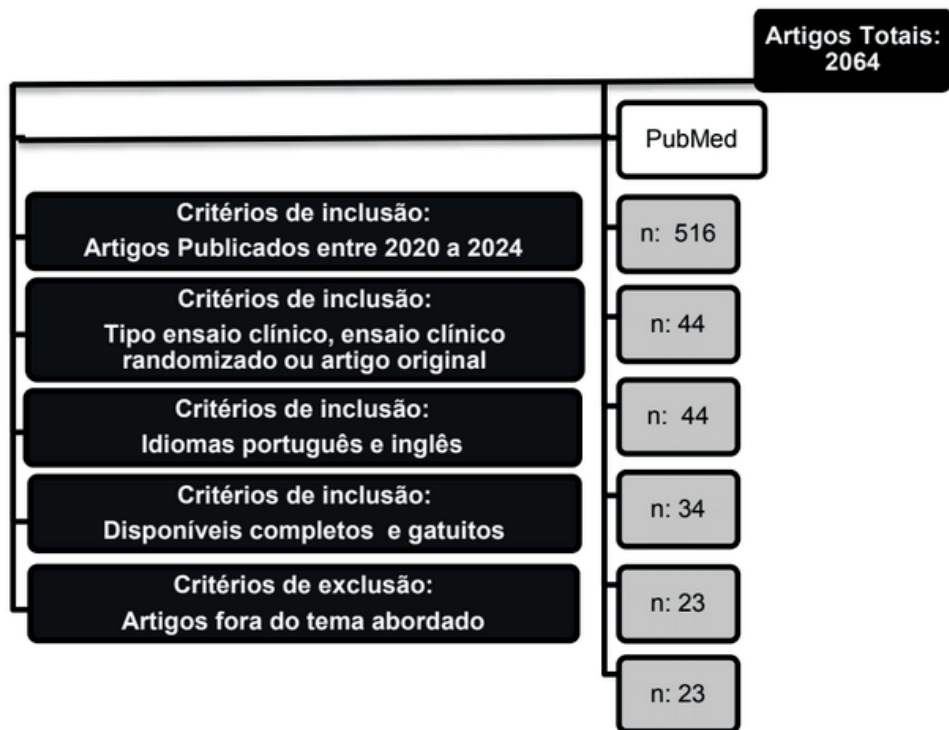 Artigos Totais:
2064
PubMed
Critérios de inclusão:
Artigos Publicados entre 2020 a 2024
n: 516
Critérios de inclusão:
Tipo ensaio clínico, ensaio clínico
randomizado ou artigo original
n: 44
Critérios de inclusão:
Idiomas português e inglês
n: 44
Critérios de inclusão:
Disponíveis completos e gatuitos
n: 34
Critérios de exclusão:
Artigos fora do tema abordado
n: 23
n: 23